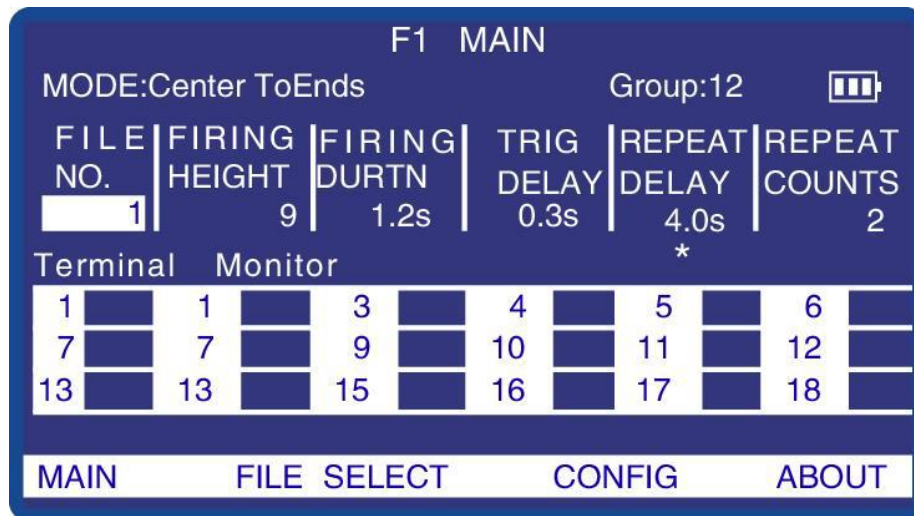 F1 MAIN
MODE:Center ToEnds Group:12
FILE FIRING FIRING TRIG REPEAT REPEAT
NO. HEIGHT DURTN DELAY DELAY COUNTS
1 9 1.2s 0.3s 4.0s 2
Terminal Monitor *
1 1 3 4 5 6
7 7 9 10 11 12
13 13 15 16 17 18
MAIN FILE SELECT CONFIG ABOUT